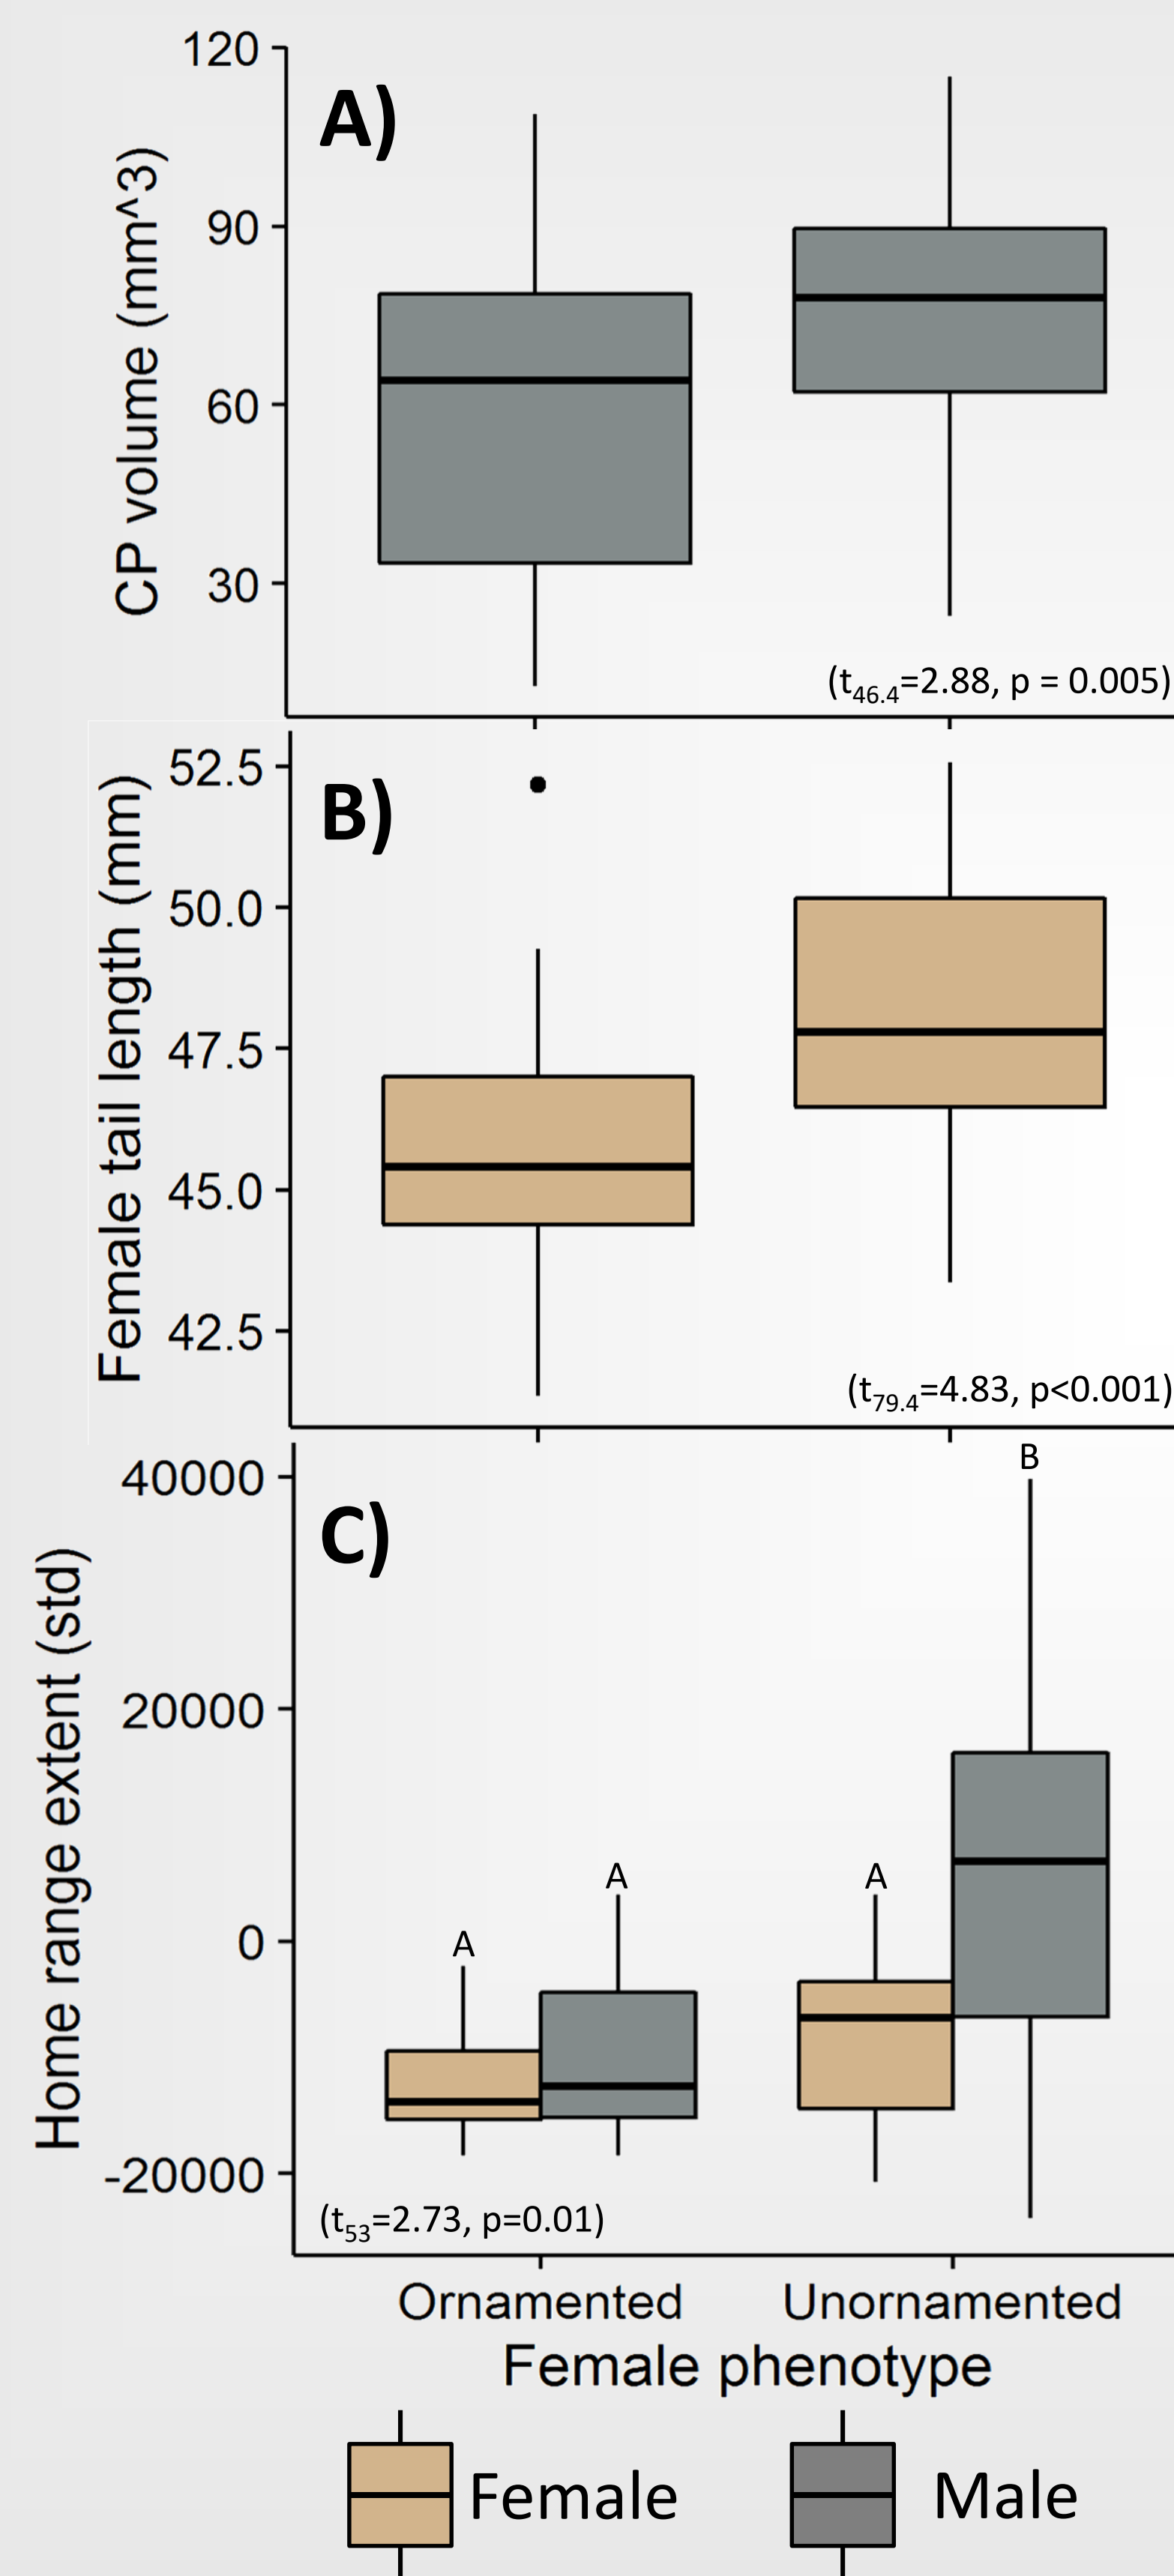 A)
CP volume (mm^3)
120
90
60
30
(t46.4=2.88, p = 0.005)
B)
Female tail length (mm)
52.5
50.0
47.5
45.0
42.5
(t79.4=4.83, p<0.001)
C)
Home range extent (std)
40000
20000
0
-20000
A
A
A
B
(t53=2.73, p=0.01)
Ornamented Unornamented
Female phenotype
Female Male